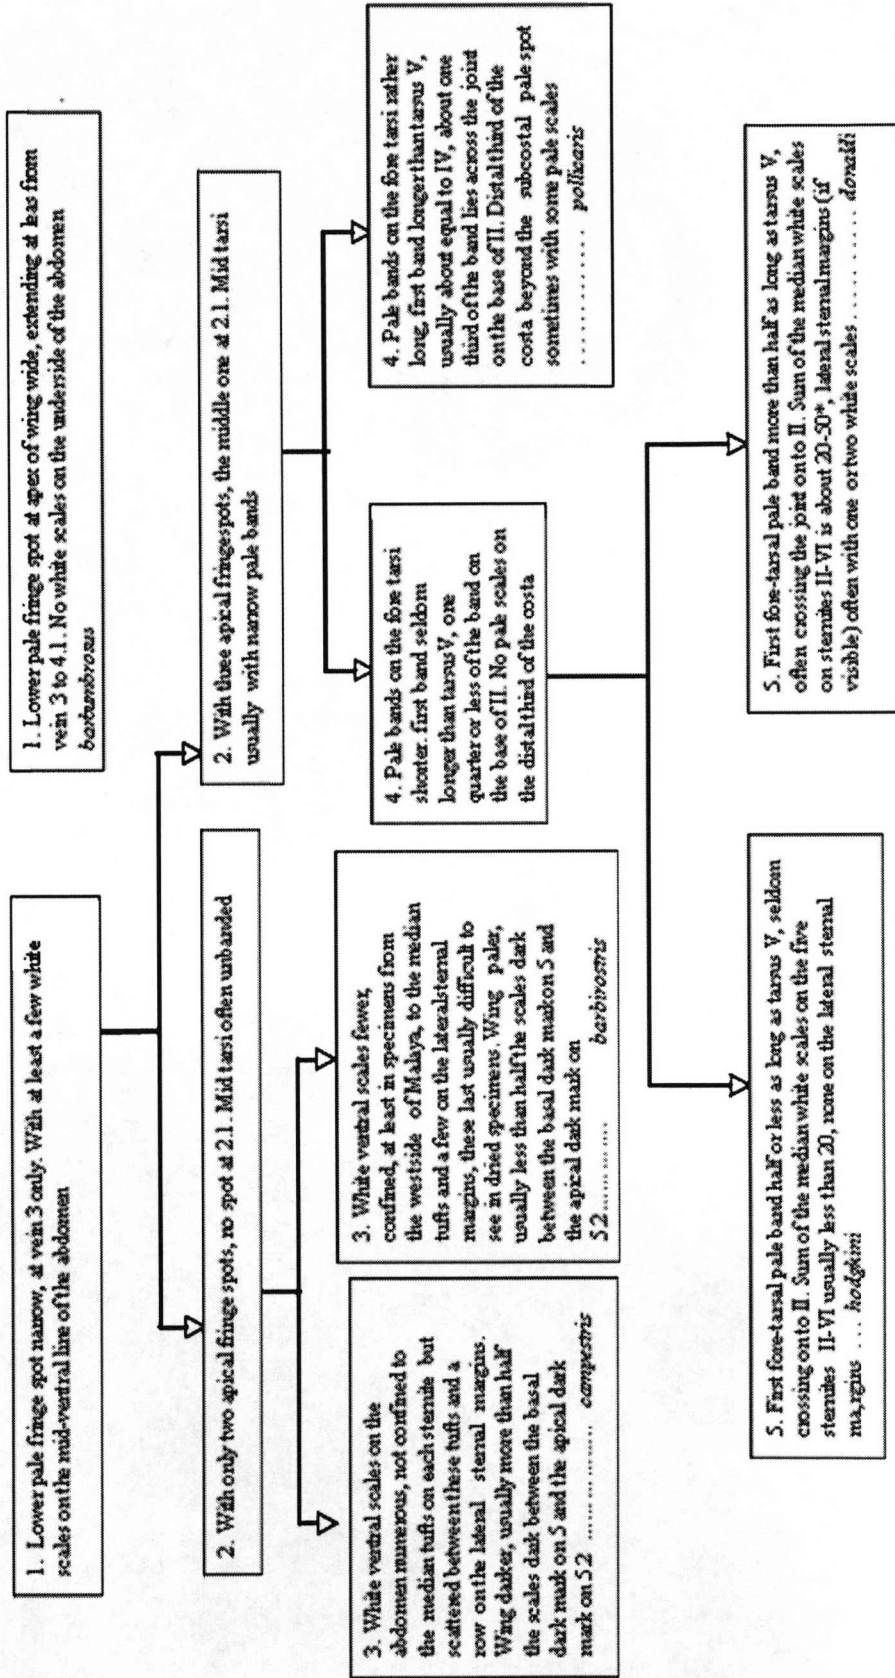 1. Lower pale fringe spot narrow, at vein 3 only. With at least a few white
scales on the mid-ventral line of the abdomen
1. Lower pale fringe spot at apex of wing wide, extending at leas from
vein 3 to 4.1. No white scales on the underside of the abdomen
barbumbrosus
2. With only two apical fringe spots, no spot at 2.1. Mid tarsi often unbanded
2. With three apical fringespots, the middle one at 2.1. Mid tarsi
usually with narrow pale bands
3. White ventral scales on the
abdomen numerous, not confined to
the median tufts on each sternite but
scattered between these tufts and a
row on the lateral sternal margins.
Wing darker, usually more than half
the scales dark between the basal
dark mark on 5 and the apical dark
mark on 5.2 .................... campestris
3. White ventral scales fewer,
confined, at least in specimens from
the westside of Malaya, to the median
tufts and a few on the lateralsternal
margins, these last usually difficult to
see in dried specimens. Wing paler,
usually less than half the scales dark
between the basal dark markon 5 and
the apical dark mark on
5.2 ........... barbirostris
4. Pale bands on the fore tarsi
shorter. first band seldom
longer than tarsus V, one
quarter or less of the band on
the base of II. No pale scales on
the distal third of the costa
4. Pale bands on the fore tarsi rather
long, first band longer than tarsus V,
usually about equal to IV, about one
third of the band lies across the joint
on the base of II. Distal third of the
costa beyond the subcostal pale spot
sometimes with some pale scales
............. pollicaris
5. First fore-tarsal pale band half or less as long as tarsus V, seldom
crossing onto II. Sum of the median white scales on the five
sternites II-VI usually less than 20, none on the lateral sternal
margins ... hodgkini
5. First fore-tarsal pale band more than half as long as tarsus V,
often crossing the joint onto II. Sum of the median white scales
on sternites II-VI is about 20-50*, lateral sternal margins (if
visible) often with one or two white scales .......... donaldi